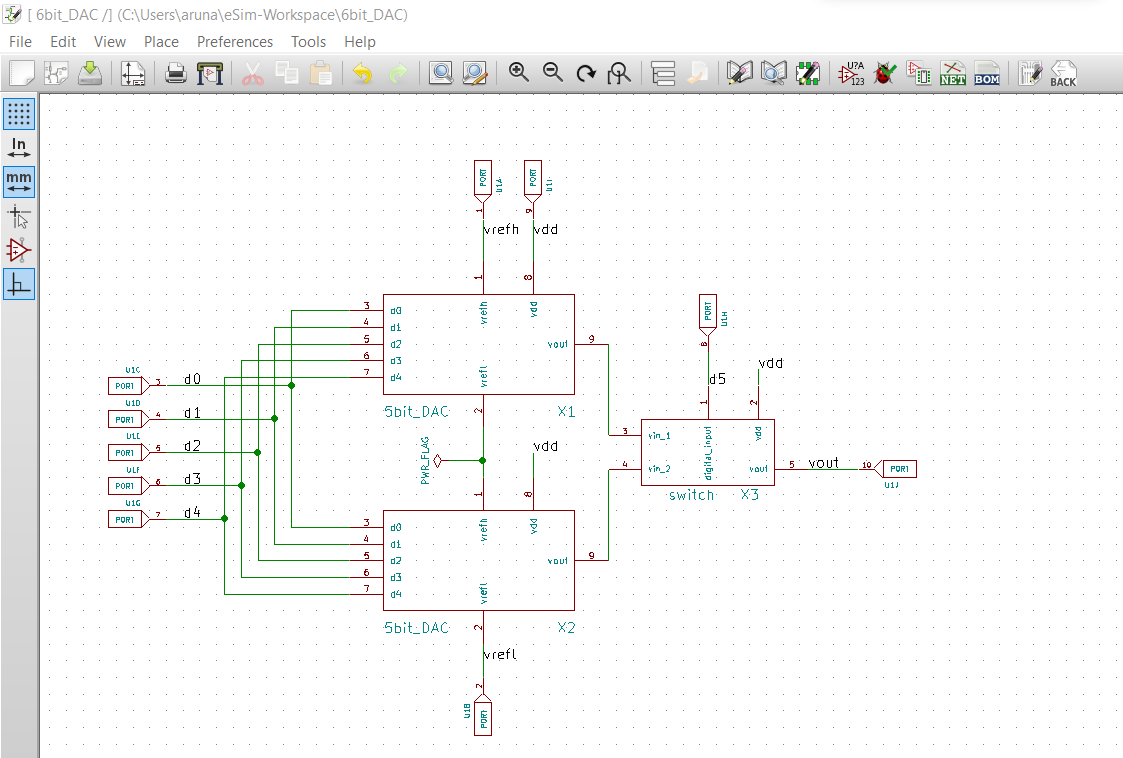 [ 6bit_DAC /] (C:\Users\aruna\eSim-Workspace\6bit_DAC)
File Edit View Place Preferences Tools Help
U?A
123
NET
BOM
BACK
In
mm
PORT U1A
PORT U1I
1
9
vrefh
vdd
1
8
3 d0
4 d1
5 d2
6 d3
7 d4
vrefh
vdd
vout 9
vrefl
5bit_DAC
X1
2
U1C
PORT 3 d0
U1D
PORT 4 d1
PORT 5 d2
U1F
PORT 6 d3
U1G
PORT 7 d4
PWR_FLAG
vdd
1
8
3 d0
4 d1
5 d2
6 d3
7 d4
vrefh
vdd
vout 9
vrefl
5bit_DAC
X2
2
vrefl
2
U1B
PORT
PORT U1H
8
d5
vdd
1
2
3 vin_1
4 vin_2
digital_input
vdd
vout 5
switch
X3
vout
10 PORT
U1J